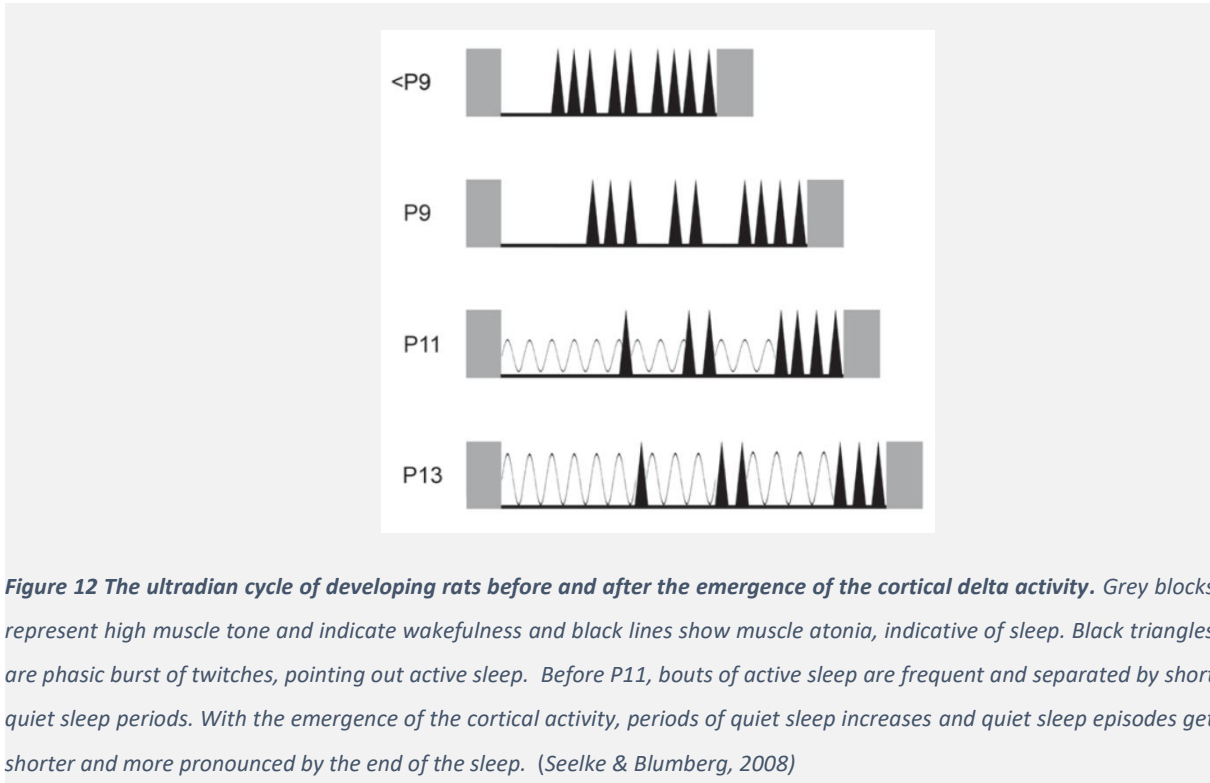 <P9
P9
P11
P13
Figure 12 The ultradian cycle of developing rats before and after the emergence of the cortical delta activity. Grey blocks
represent high muscle tone and indicate wakefulness and black lines show muscle atonia, indicative of sleep. Black triangles
are phasic burst of twitches, pointing out active sleep. Before P11, bouts of active sleep are frequent and separated by short
quiet sleep periods. With the emergence of the cortical activity, periods of quiet sleep increases and quiet sleep episodes get
shorter and more pronounced by the end of the sleep. (Seelke & Blumberg, 2008)